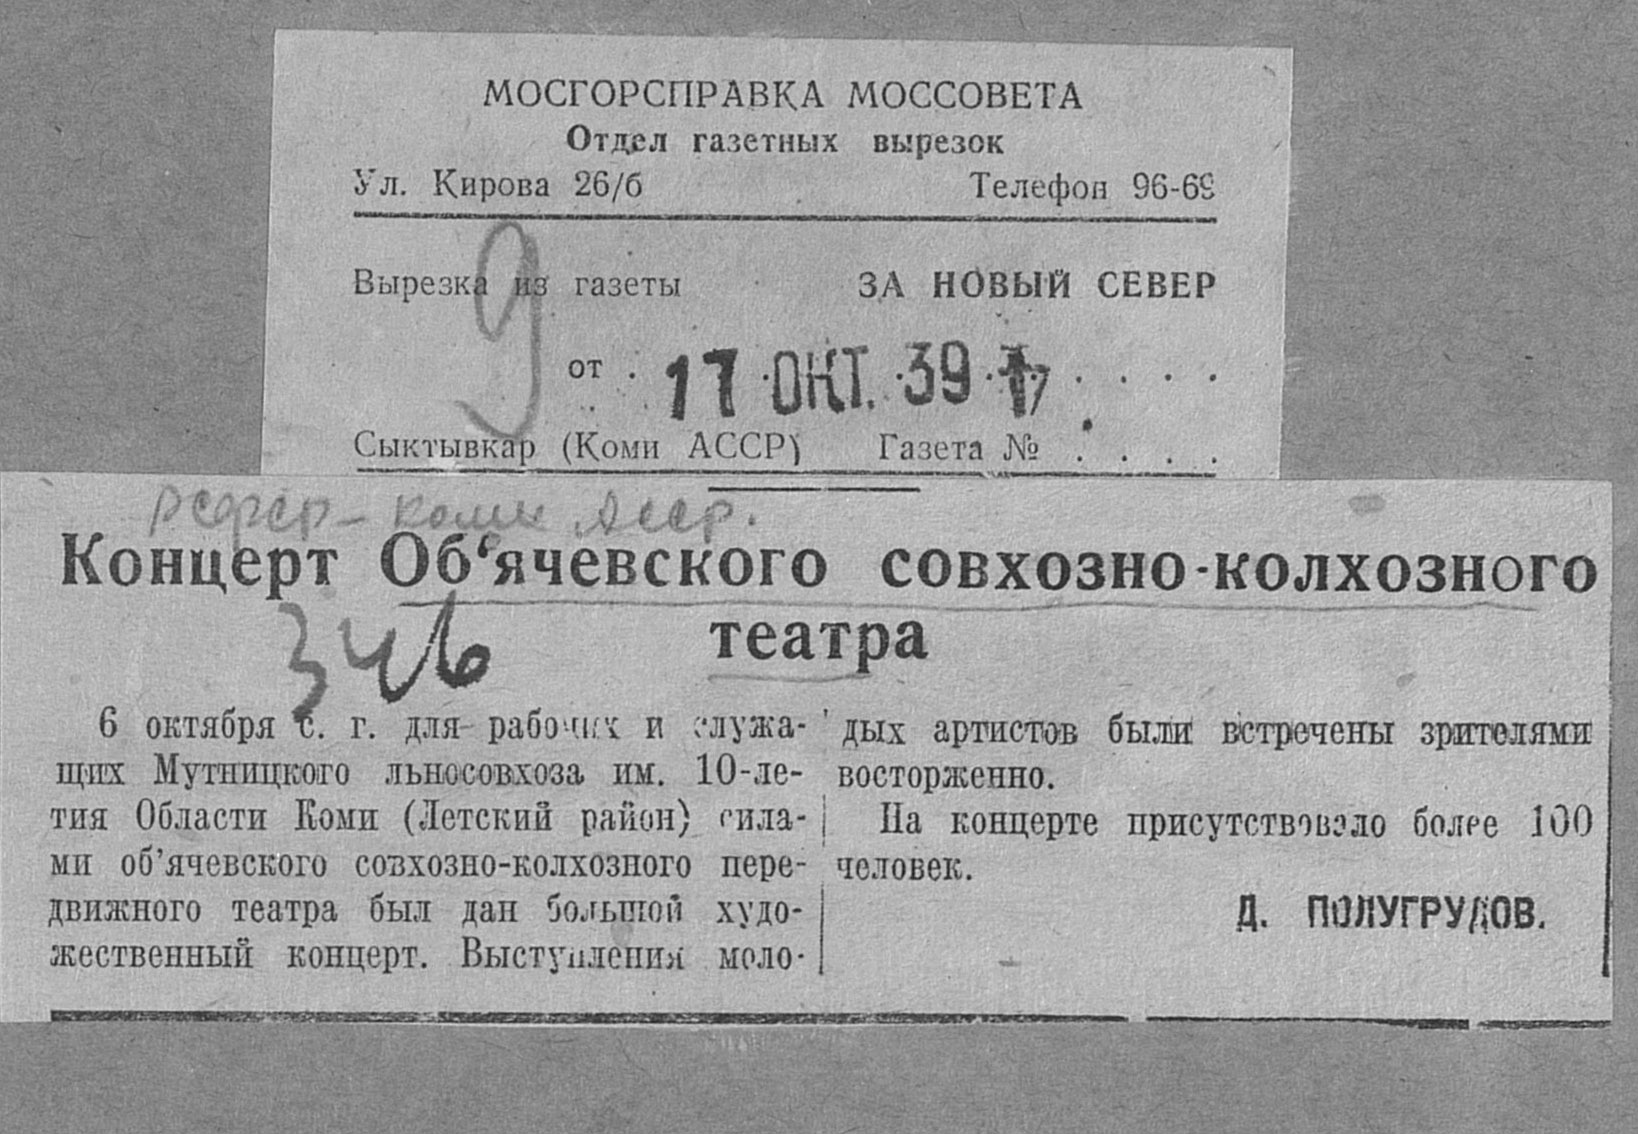 МОСГОРСПРАВКА МОССОВЕТА
Отдел газетных вырезок
Ул. Кирова 26/б Телефон 96-69
9
Вырезка из газеты ЗА НОВЫЙ СЕВЕР
от 17 ОКТ. 39
Сыктывкар (Коми АССР) Газета № . . . .
Коми АССР.
Концерт Об‘ячевского совхозно-колхозного
театра
6 октября с. г. для рабочих и служа-
щих Мутницкого льносовхоза им. 10-ле-
тия Области Коми (Летский район) сила-
ми об’ячевского совхозно-колхозного пере-
движного театра был дан большой худо-
жественный концерт. Выступления моло-
дых артистов были встречены зрителями
восторженно.
На концерте присутствовало более 100
человек.
Д. ПОЛУГРУДОВ.